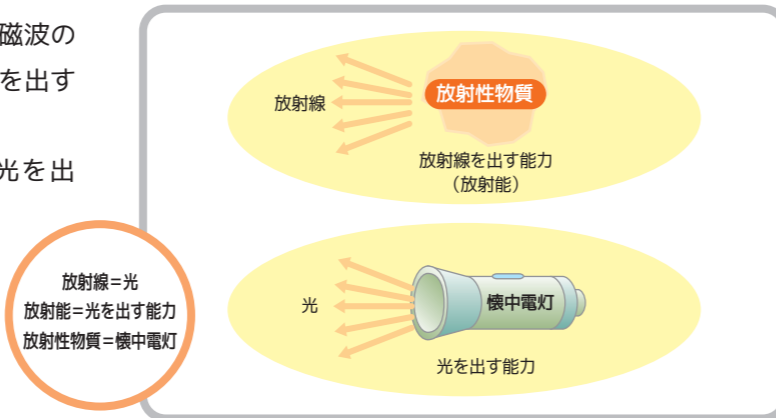 磁波の
を出す
光を出
放射線
放射性物質
放射線を出す能力
（放射能）
放射線＝光
放射能＝光を出す能力
放射性物質＝懐中電灯
光
懐中電灯
光を出す能力